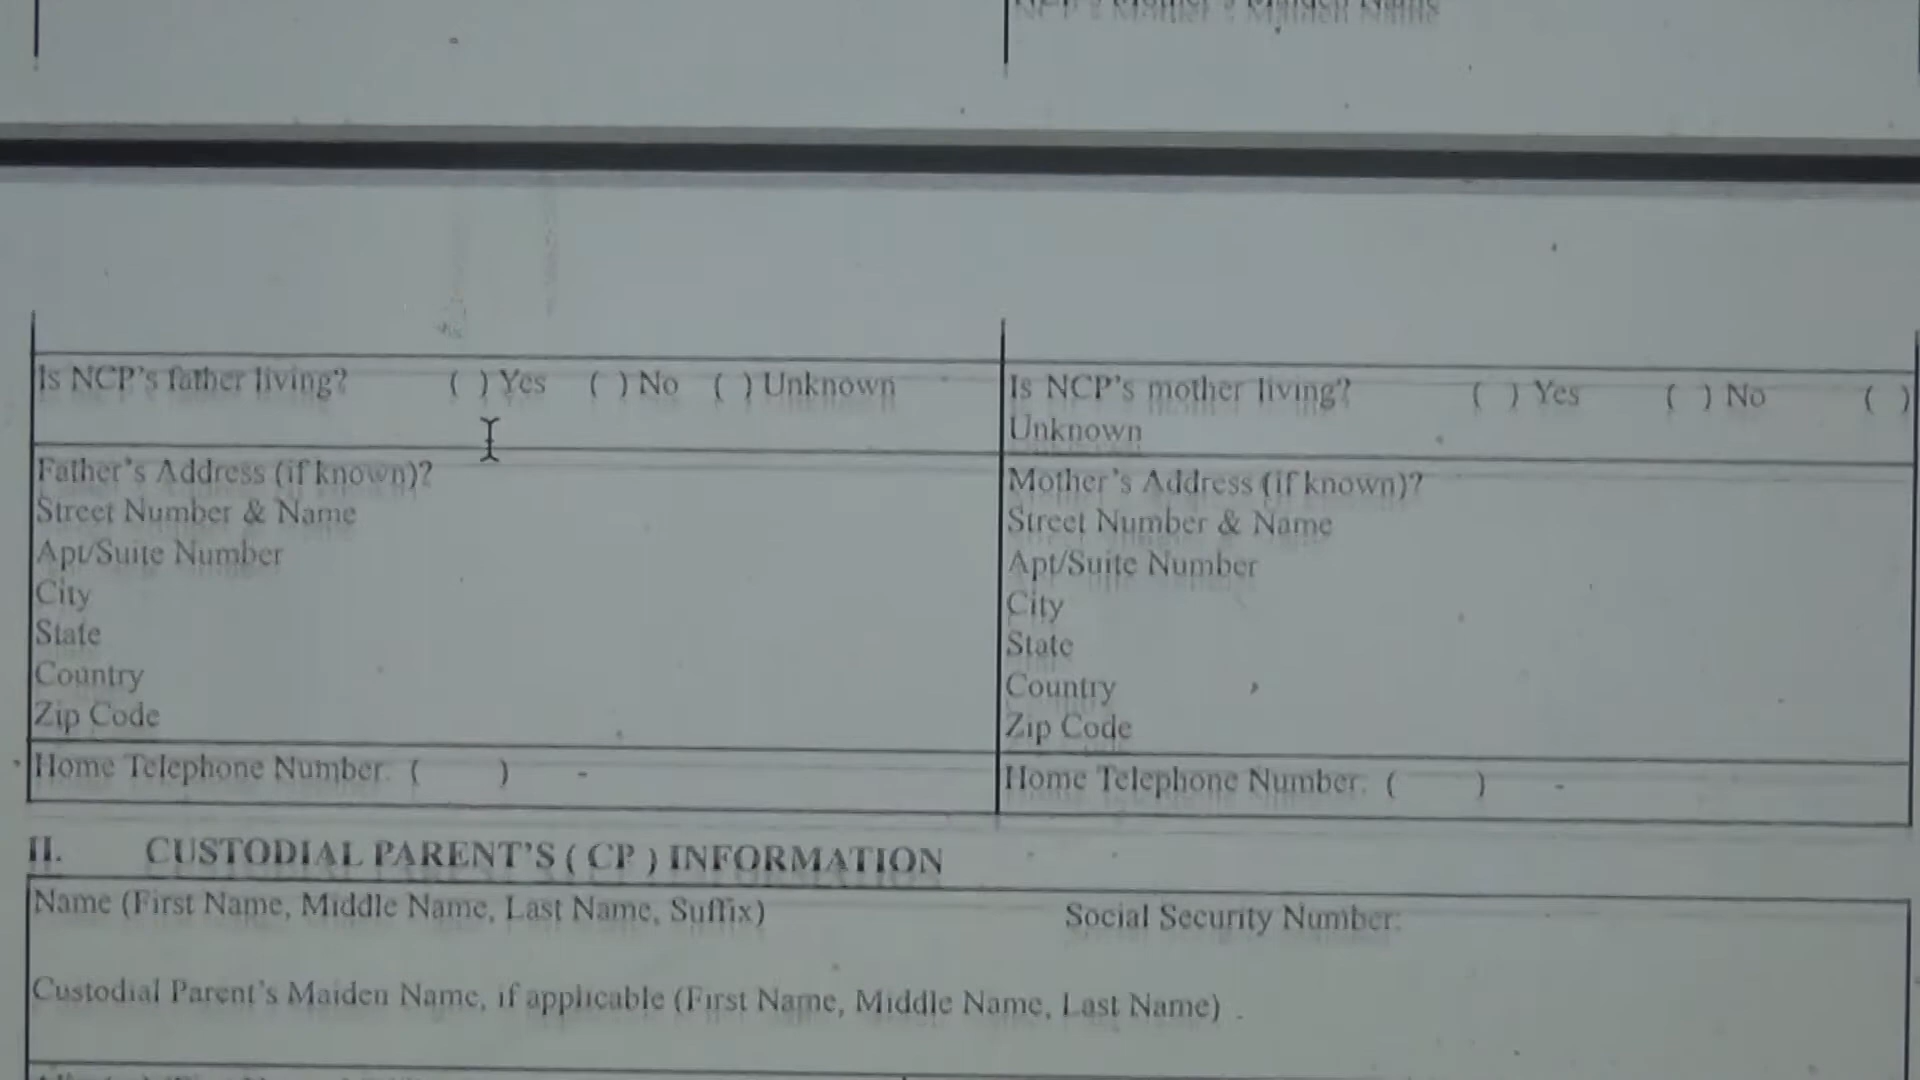 NCP's Mother's Maiden Name
Is NCP's father living? ( ) Yes ( ) No ( ) Unknown
Is NCP's mother living? ( ) Yes ( ) No ( )
Unknown
Father's Address (if known)?
Street Number & Name
Apt/Suite Number
City
State
Country
Zip Code
Mother's Address (if known)?
Street Number & Name
Apt/Suite Number
City
State
Country
Zip Code
Home Telephone Number: ( ) -
Home Telephone Number: ( ) -
II. CUSTODIAL PARENT'S ( CP ) INFORMATION
Name (First Name, Middle Name, Last Name, Suffix)
Social Security Number:
Custodial Parent's Maiden Name, if applicable (First Name, Middle Name, Last Name)